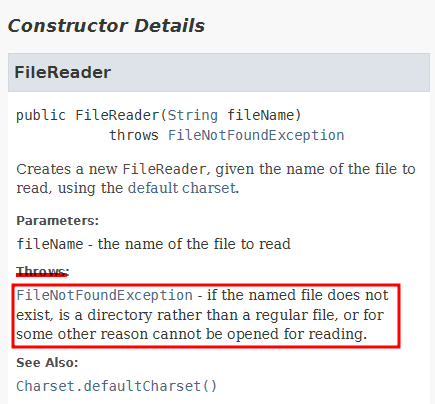 Constructor Details
FileReader
public FileReader(String fileName)
throws FileNotFoundException
Creates a new FileReader, given the name of the file to
read, using the default charset.
Parameters:
fileName - the name of the file to read
Throws:
FileNotFoundException - if the named file does not
exist, is a directory rather than a regular file, or for
some other reason cannot be opened for reading.
See Also:
Charset.defaultCharset()